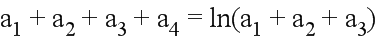 a₁ + a₂ + a₃ + a₄ = ln(a₁ + a₂ + a₃)